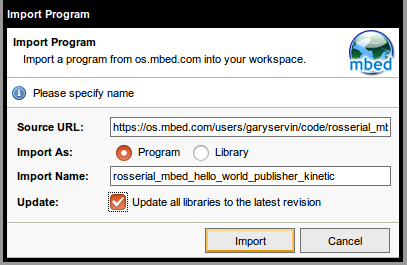 Import Program
Import Program
Import a program from os.mbed.com into your workspace.
mbed
Please specify name
Source URL: https://os.mbed.com/users/garyservin/code/rosserial_mb
Import As: Program Library
Import Name: rosserial_mbed_hello_world_publisher_kinetic
Update: Update all libraries to the latest revision
Import Cancel